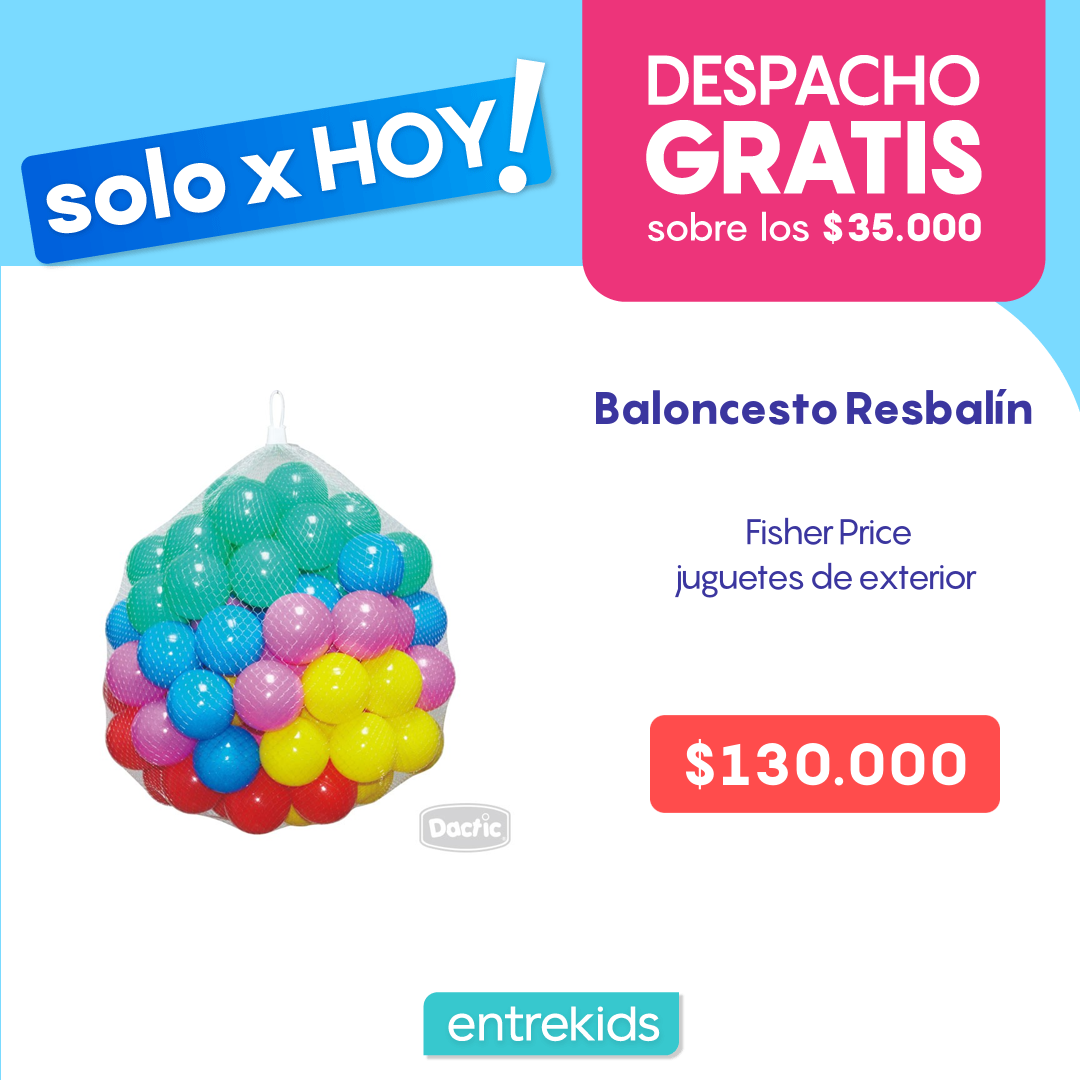 solo x HOY!
DESPACHO
GRATIS
sobre los $35.000
Baloncesto Resbalín
Fisher Price
juguetes de exterior
$130.000
Dactic
entrekids